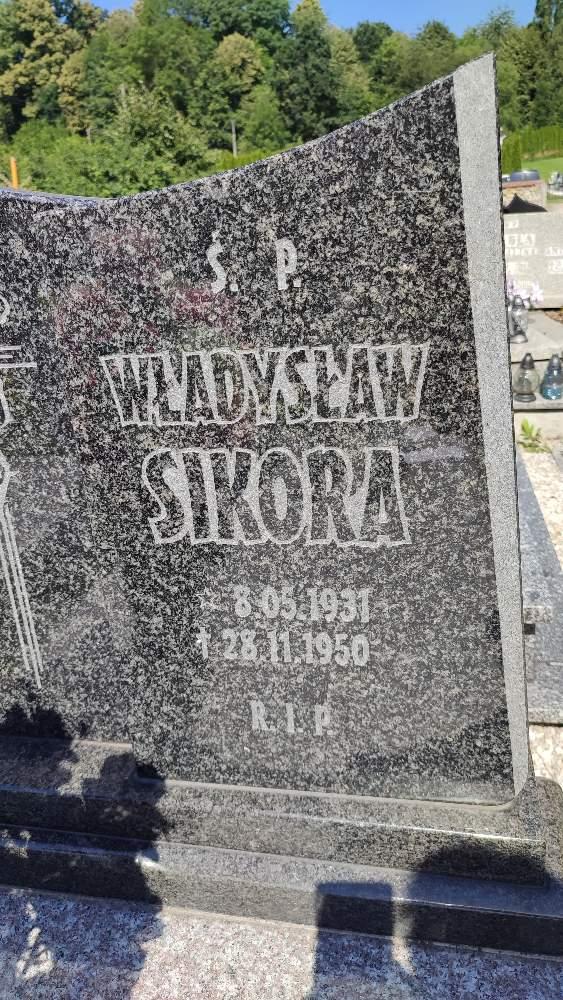 Ś. P.
WŁADYSŁAW
SIKORA
* 8.05.1931
† 28.11.1950
R. I. P.